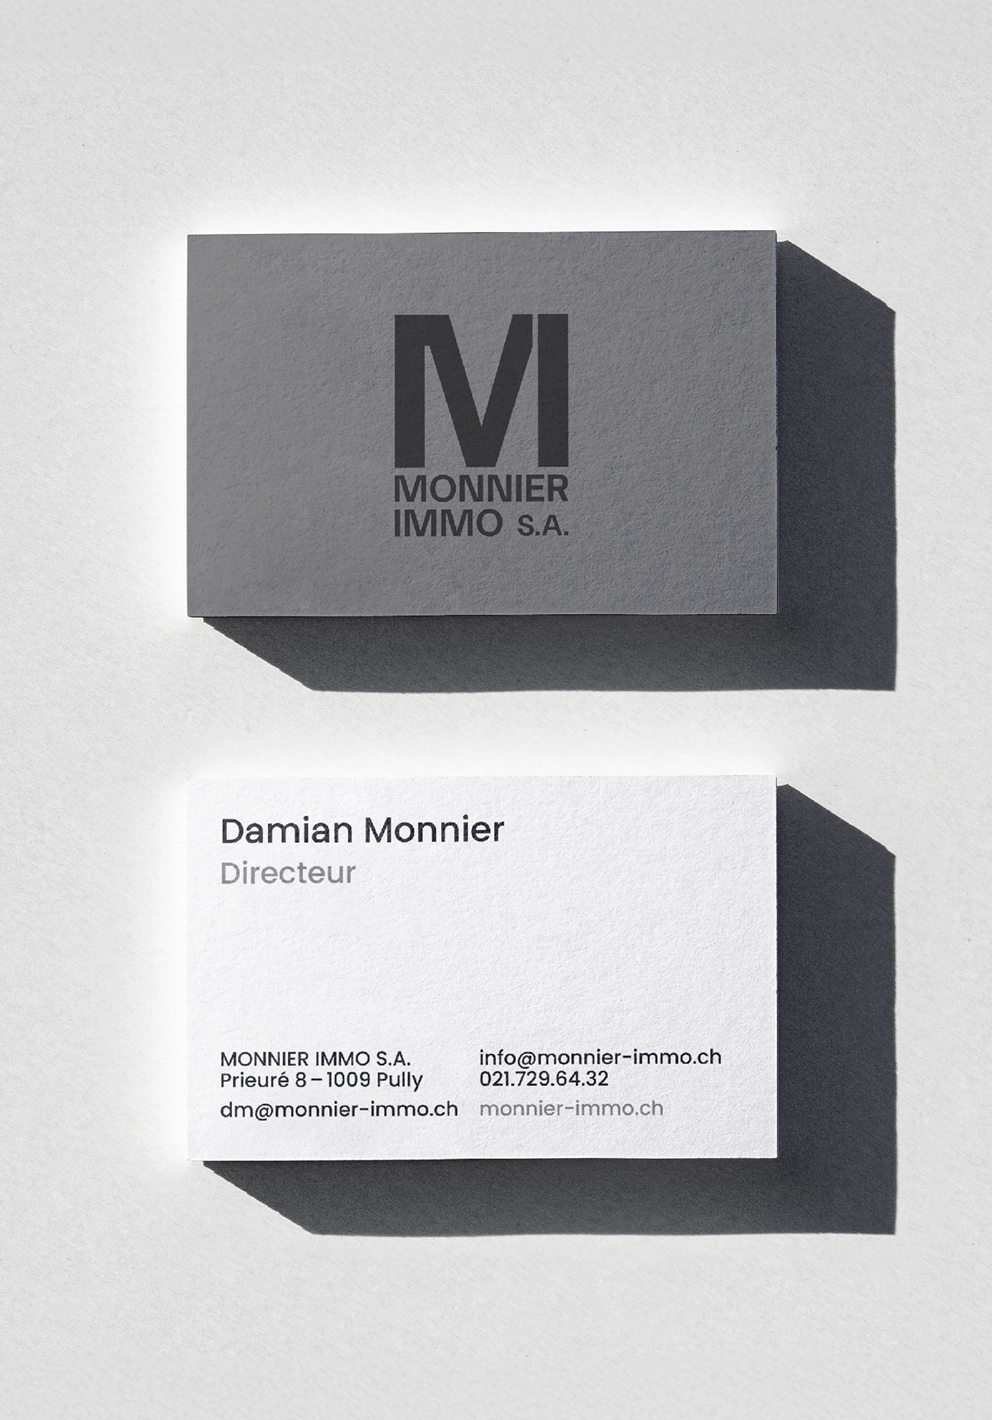 M
MONNIER
IMMO S.A.
Damian Monnier
Directeur
MONNIER IMMO S.A.
Prieuré 8 – 1009 Pully
dm@monnier-immo.ch
info@monnier-immo.ch
021.729.64.32
monnier-immo.ch